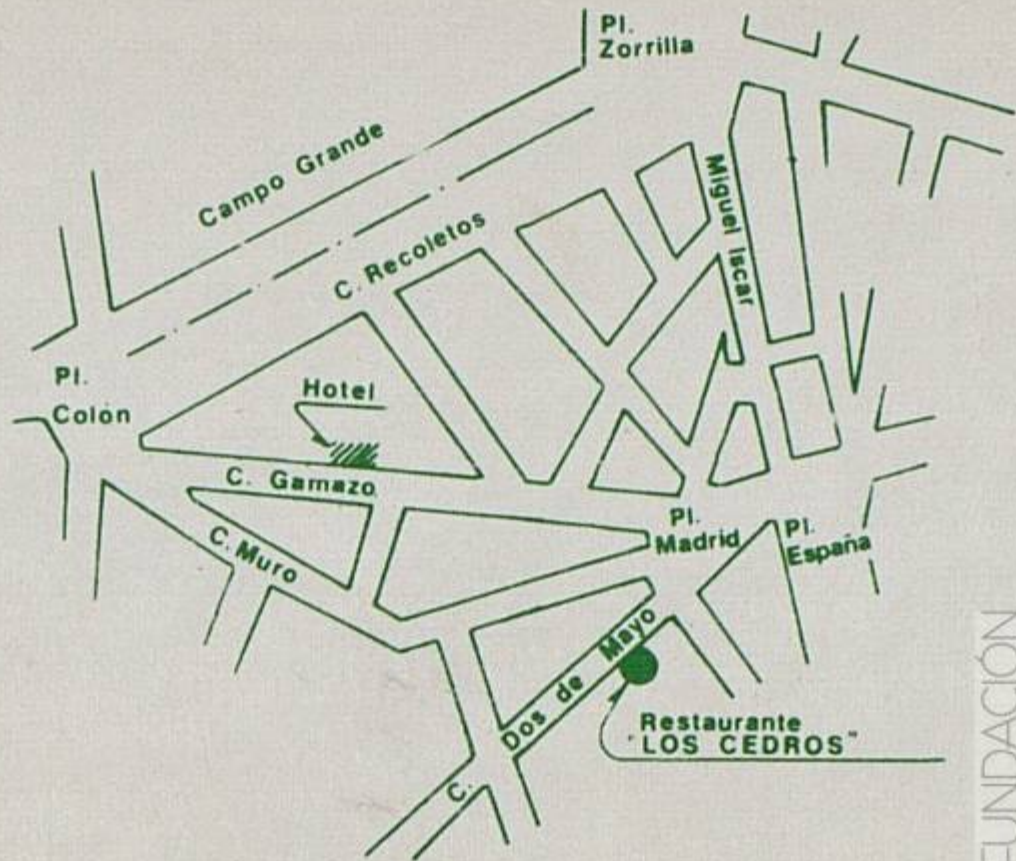 Pl.
Zorrilla
Campo Grande
Miguel Iscar
C. Recoletos
Pl.
Colón
Hotel
C. Gamazo
C. Muro
Pl.
Madrid
Pl.
España
C. Dos de Mayo
Restaurante
"LOS CEDROS"
FUNDACIÓN